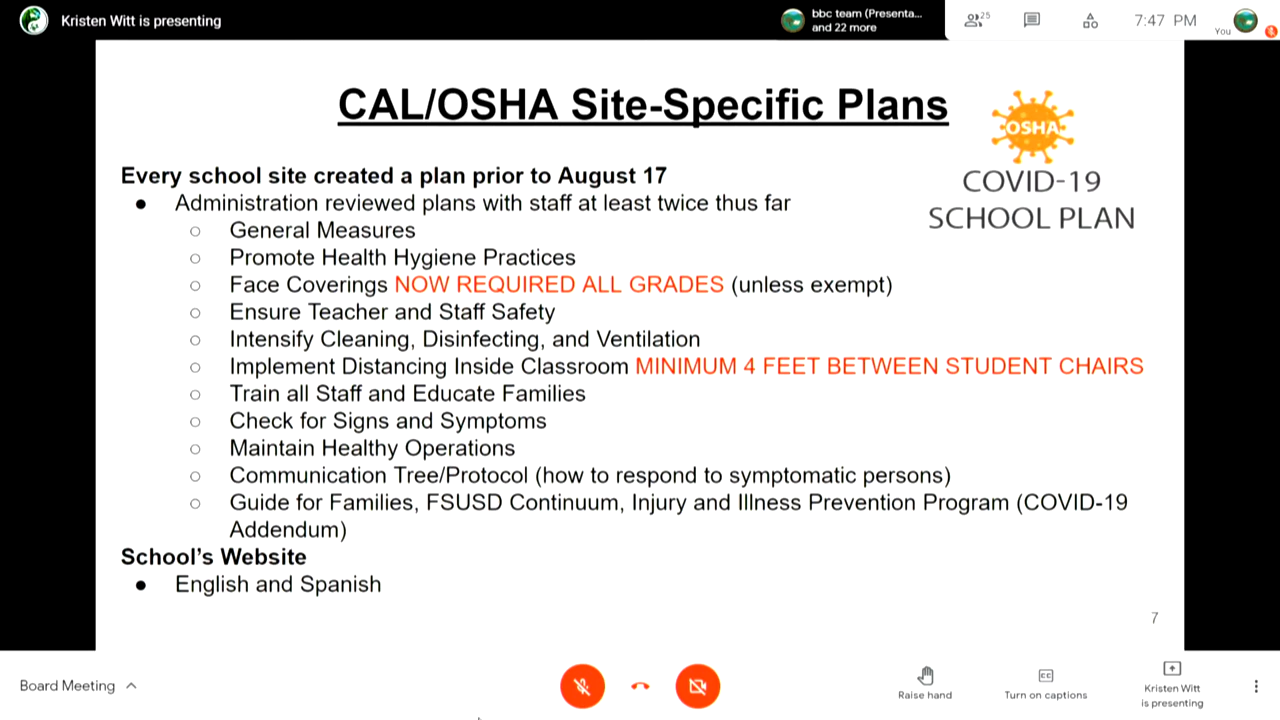 Kristen Witt is presenting
bbc team (Presenta...
and 22 more
25
7:47 PM
You
CAL/OSHA Site-Specific Plans
OSHA
COVID-19
SCHOOL PLAN
Every school site created a plan prior to August 17
● Administration reviewed plans with staff at least twice thus far
○ General Measures
○ Promote Health Hygiene Practices
○ Face Coverings NOW REQUIRED ALL GRADES (unless exempt)
○ Ensure Teacher and Staff Safety
○ Intensify Cleaning, Disinfecting, and Ventilation
○ Implement Distancing Inside Classroom MINIMUM 4 FEET BETWEEN STUDENT CHAIRS
○ Train all Staff and Educate Families
○ Check for Signs and Symptoms
○ Maintain Healthy Operations
○ Communication Tree/Protocol (how to respond to symptomatic persons)
○ Guide for Families, FSUSD Continuum, Injury and Illness Prevention Program (COVID-19
Addendum)
School's Website
● English and Spanish
7
Board Meeting
Raise hand
CC
Turn on captions
Kristen Witt
is presenting